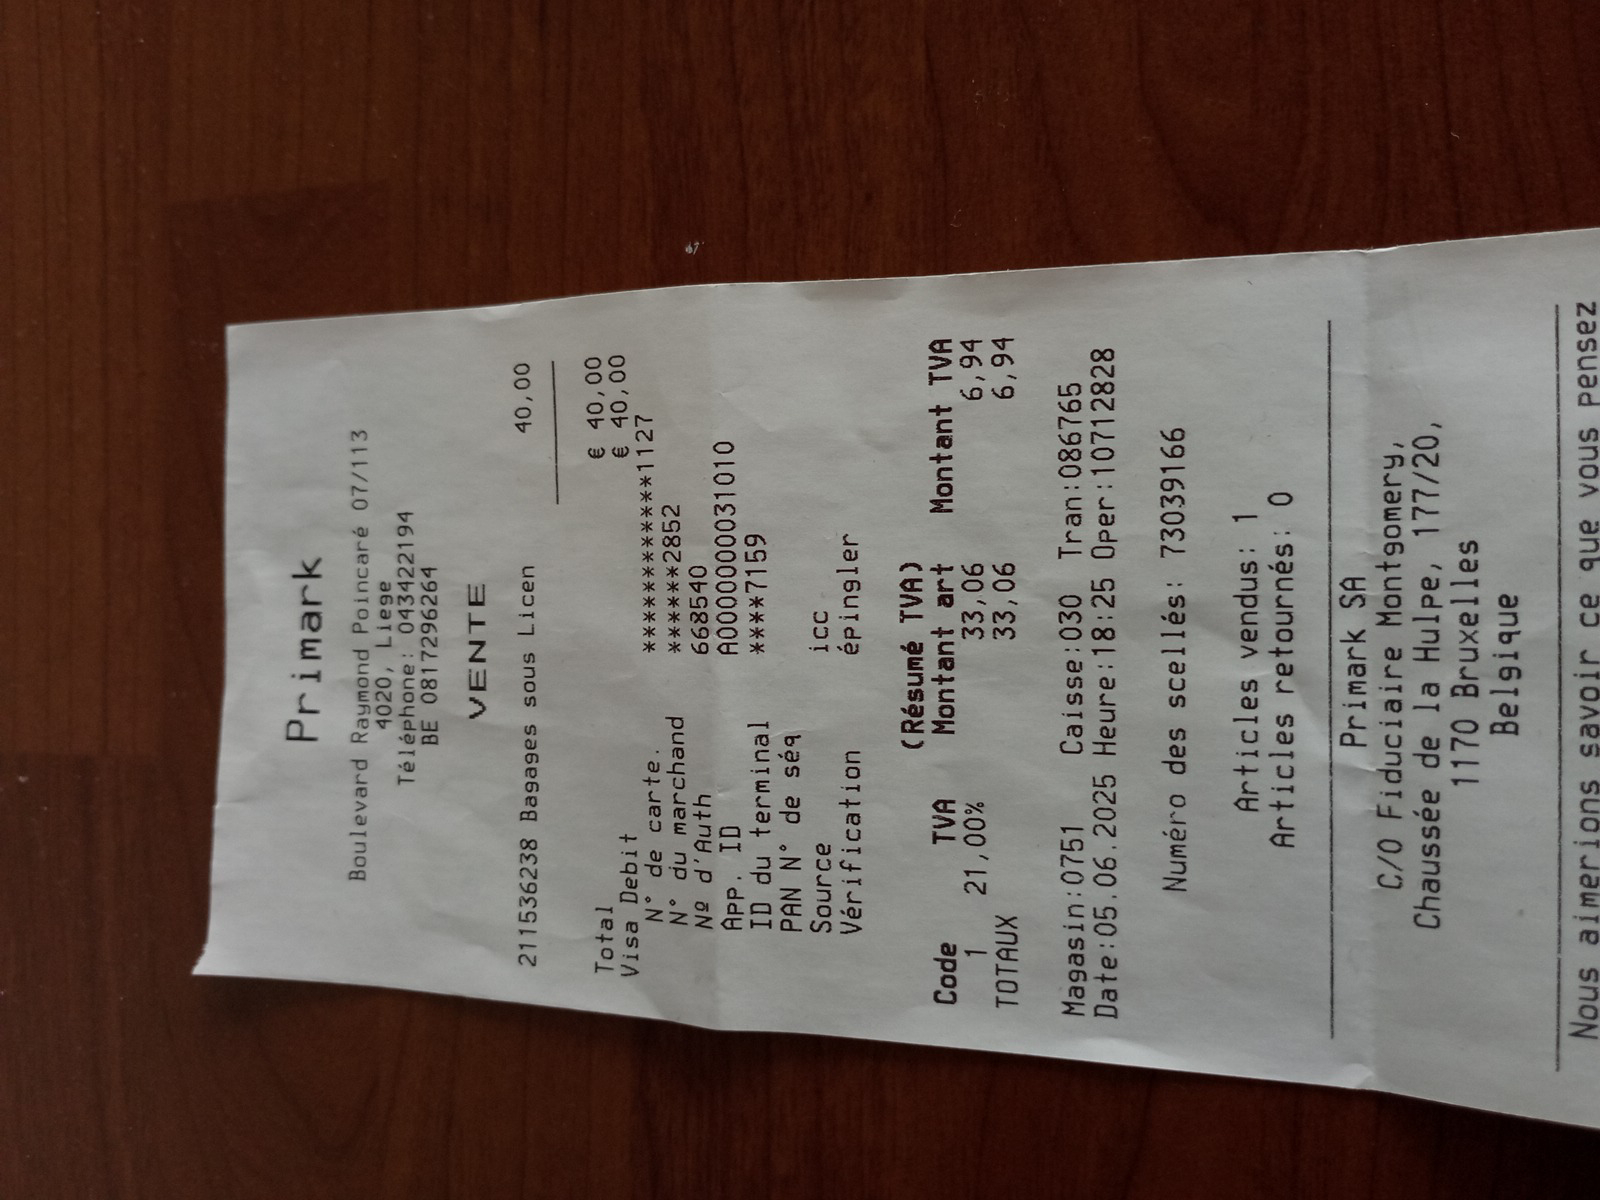 Primark
Boulevard Raymond Poincaré 07/113
4020, Liege
Téléphone: 043422194
BE 0817296264
VENTE
2111536238 Bagages sous Licen 40,00
Total € 40,00
Visa Debit € 40,00
N° de carte. ************1127
N° du marchand ******2852
Nº d'Auth 668540
APP. ID A0000000031010
ID du terminal ****7159
PAN N° de séq
Source icc
Vérification épingler
(Résumé TVA)
Code TVA Montant art Montant TVA
1 21,00% 33,06 6,94
TOTAUX 33,06 6,94
Magasin:0751 Caisse:030 Tran:086765
Date:05.06.2025 Heure:18:25 Oper:10712828
Numéro des scellés: 73039166
Articles vendus: 1
Articles retournés: 0
Primark SA
C/O Fiduciaire Montgomery,
Chaussée de la Hulpe, 177/20,
1170 Bruxelles
Belgique
Nous aimerions savoir ce que vous pensez